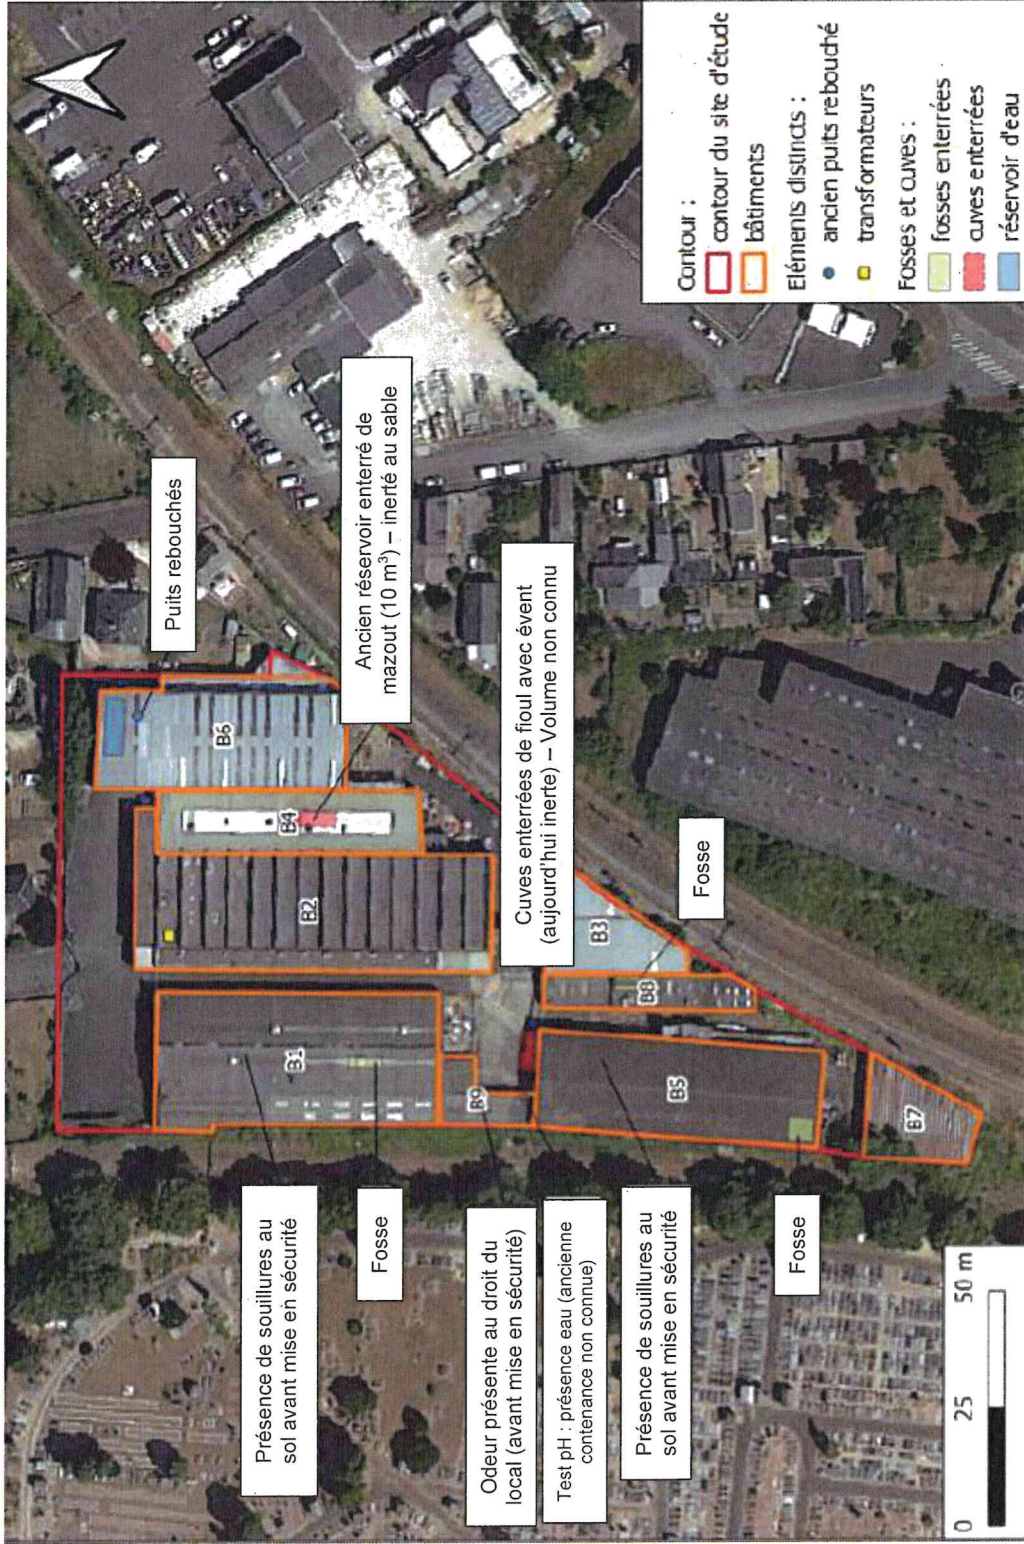 Puits rebouchés
Ancien réservoir enterré de
mazout (10 m³) – inerté au sable
Cuves enterrées de fioul avec évent
(aujourd'hui inerte) – Volume non connu
Fosse
B6
B4
B2
B1
B3
B8
B9
B5
B7
Présence de souillures au
sol avant mise en sécurité
Fosse
Odeur présente au droit du
local (avant mise en sécurité)
Test pH : présence eau (ancienne
contenance non connue)
Présence de souillures au
sol avant mise en sécurité
Fosse
0 25 50 m
Contour :
contour du site d'étude
bâtiments
Eléments distincts :
ancien puits rebouché
transformateurs
Fosses et cuves :
fosses enterrées
cuves enterrées
réservoir d'eau